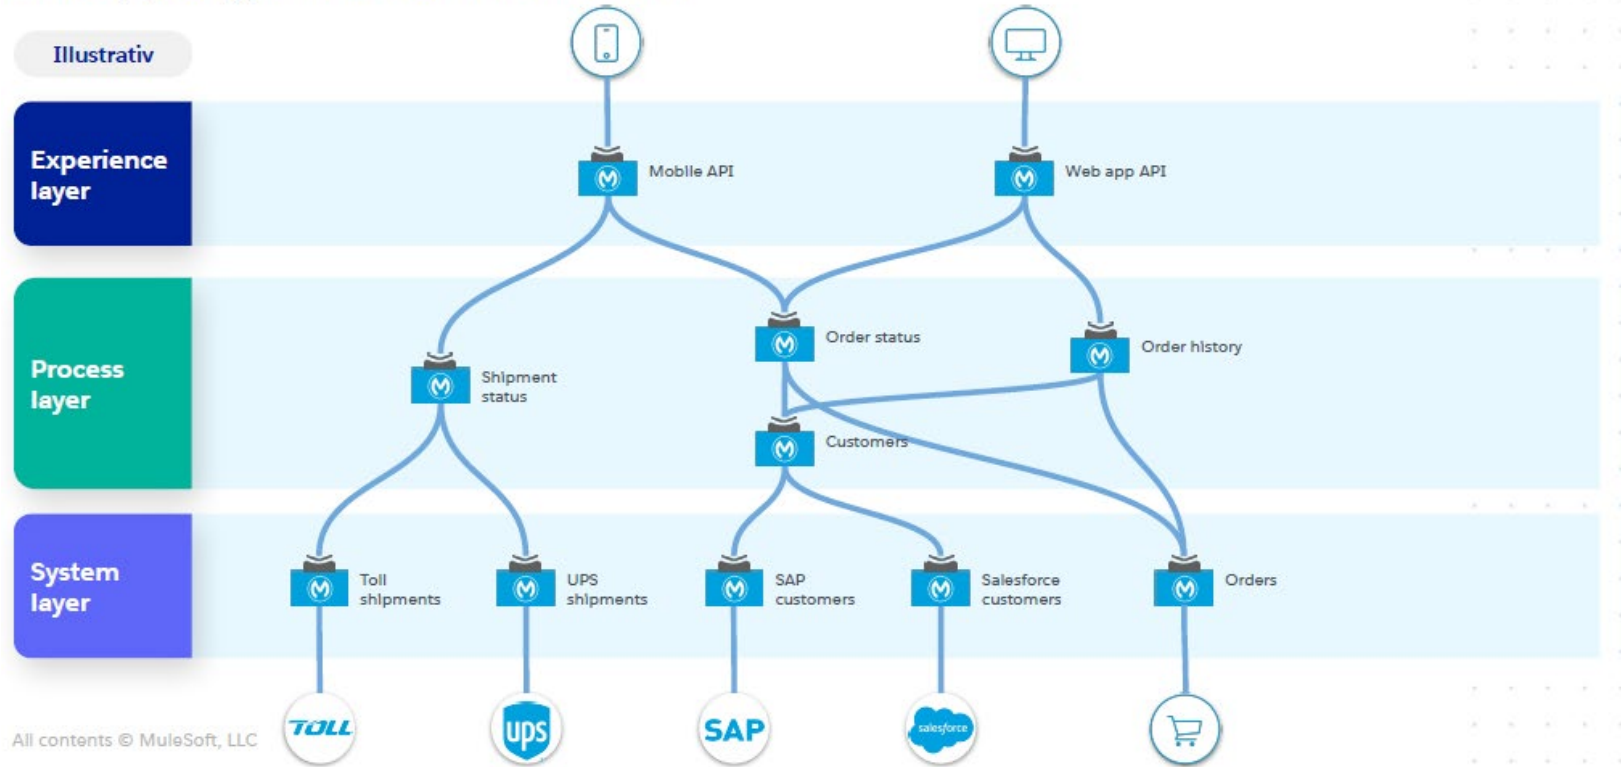 Illustrativ
Experience
layer
Mobile API
Web app API
Process
layer
Shipment
status
Order status
Order history
Customers
System
layer
Toll
shipments
UPS
shipments
SAP
customers
Salesforce
customers
Orders
TOLL
ups
SAP
salesforce
All contents © MuleSoft, LLC